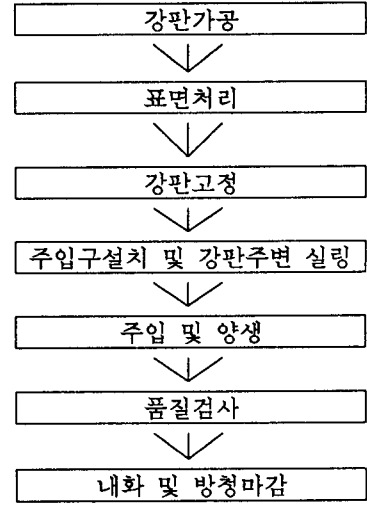 강판가공
표면처리
강판고정
주입구설치 및 강판주변 실링
주입 및 양생
품질검사
내화 및 방청마감